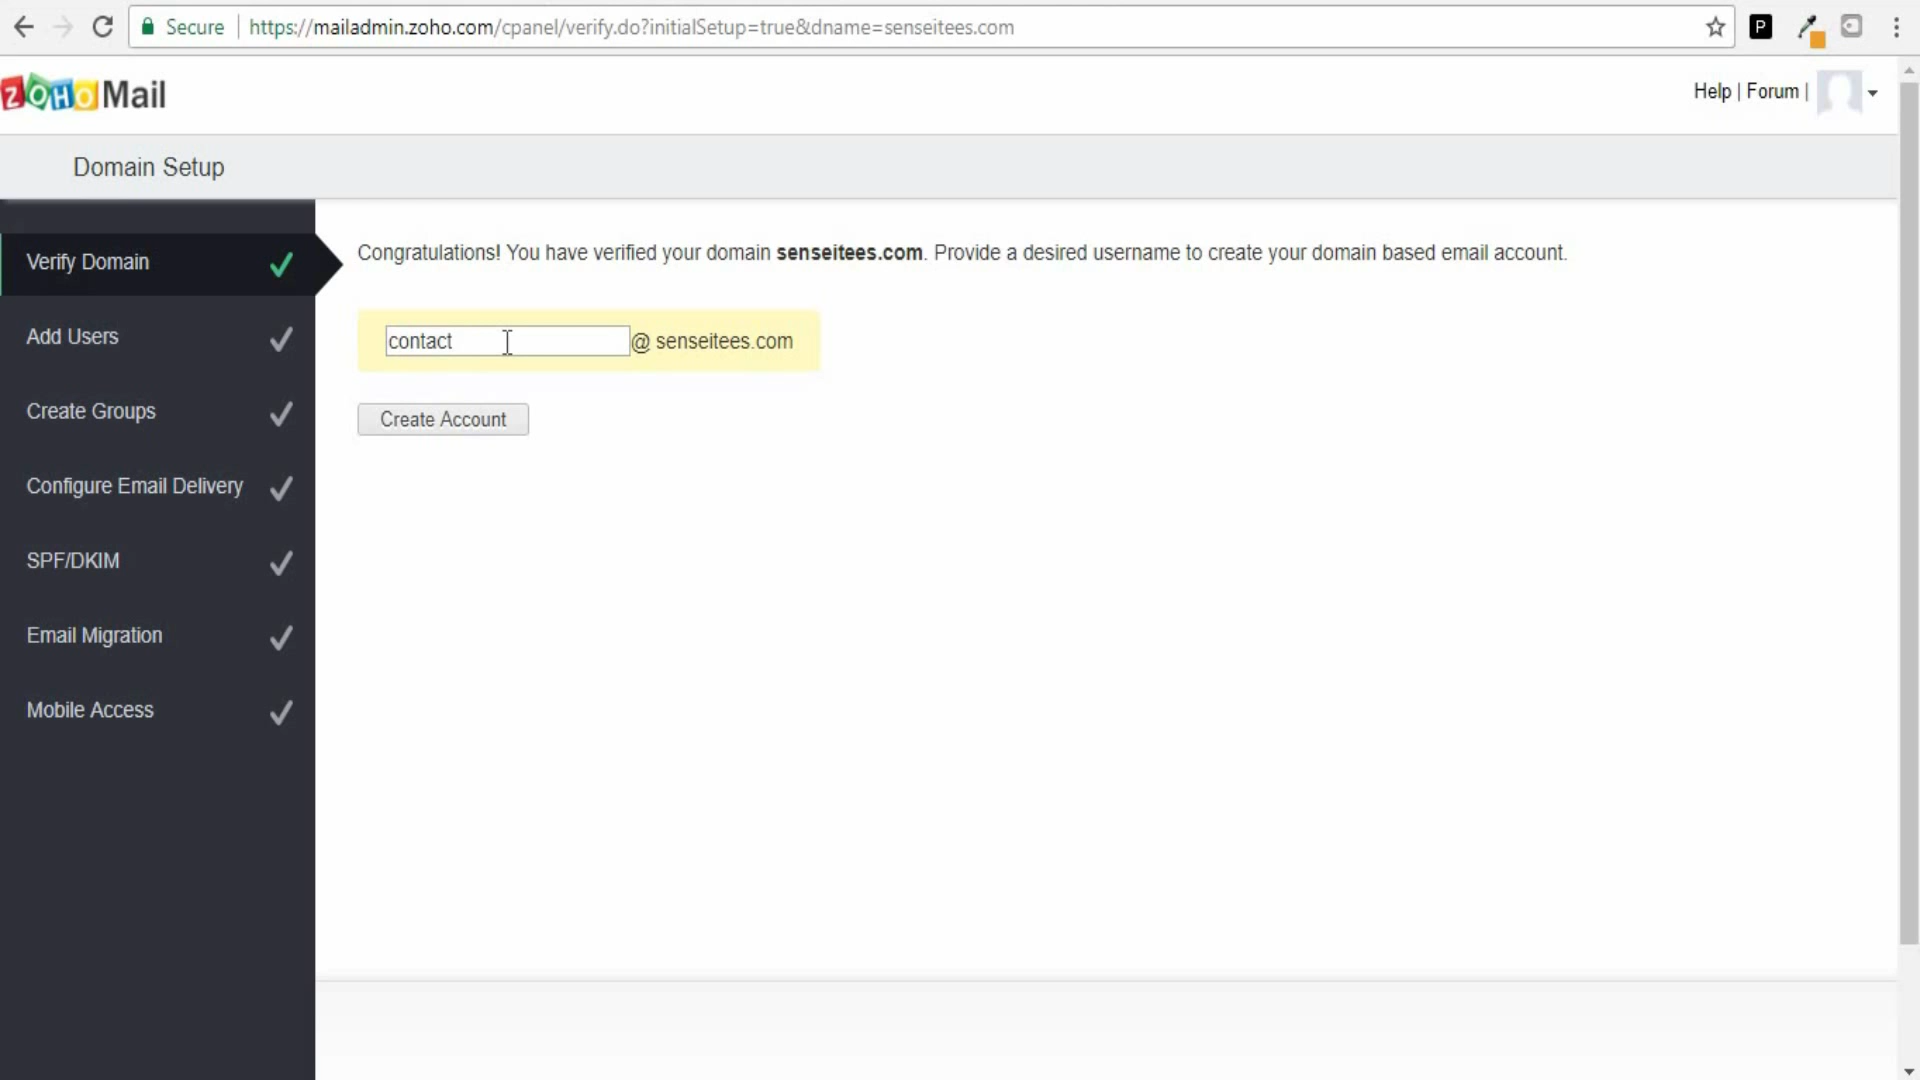 Secure https://mailadmin.zoho.com/cpanel/verify.do?initialSetup=true&dname=senseitees.com
P
ZOHO Mail
Help | Forum |
Domain Setup
Verify Domain
Add Users
Create Groups
Configure Email Delivery
SPF/DKIM
Email Migration
Mobile Access
Congratulations! You have verified your domain senseitees.com. Provide a desired username to create your domain based email account.
contact @ senseitees.com
Create Account